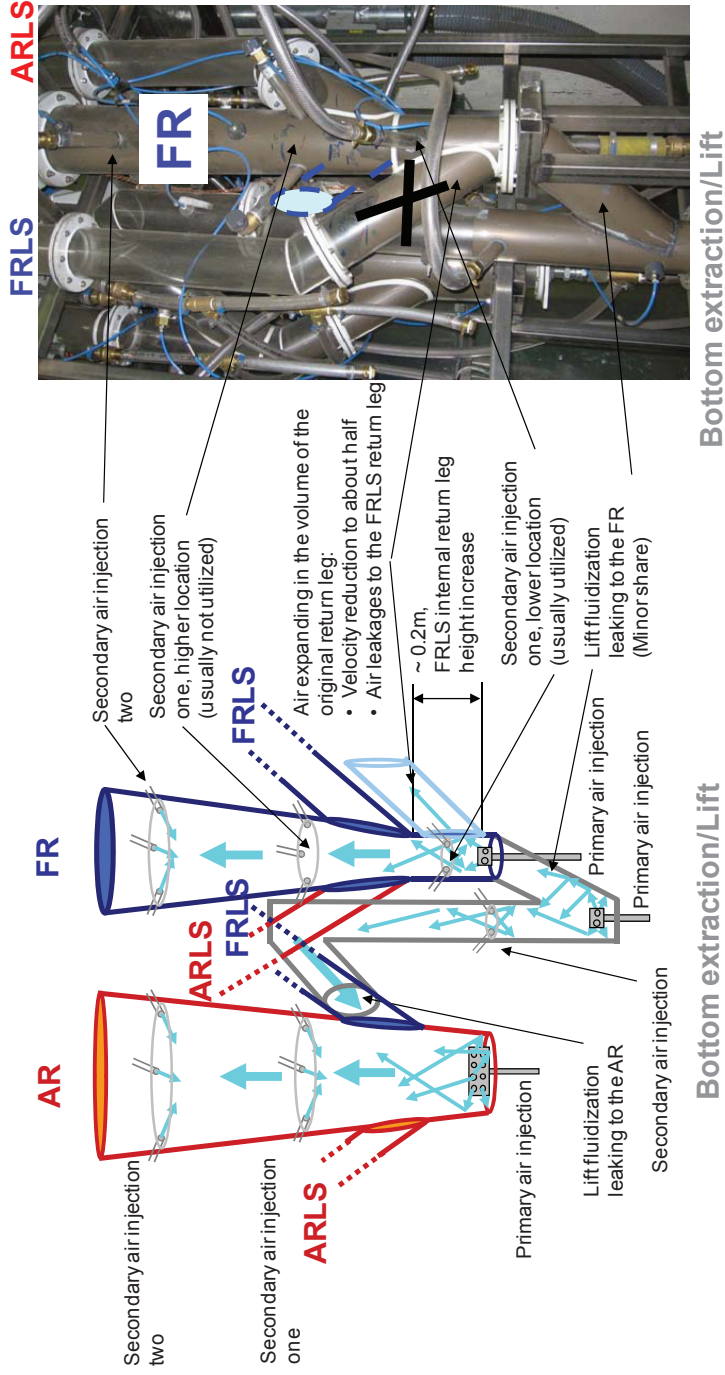 AR
Secondary air injection
two
Secondary air injection
one
ARLS
Primary air injection
Lift fluidization
leaking to the AR
Secondary air injection
Bottom extraction/Lift
ARLS
FRLS
FR
FRLS
Secondary air injection
two
Secondary air injection
one, higher location
(usually not utilized)
Air expanding in the volume of the
original return leg:
• Velocity reduction to about half
• Air leakages to the FRLS return leg
~ 0.2m,
FRLS internal return leg
height increase
Secondary air injection
one, lower location
(usually utilized)
Lift fluidization
leaking to the FR
(Minor share)
Primary air injection
Primary air injection
FRLS
ARLS
FR
Bottom extraction/Lift